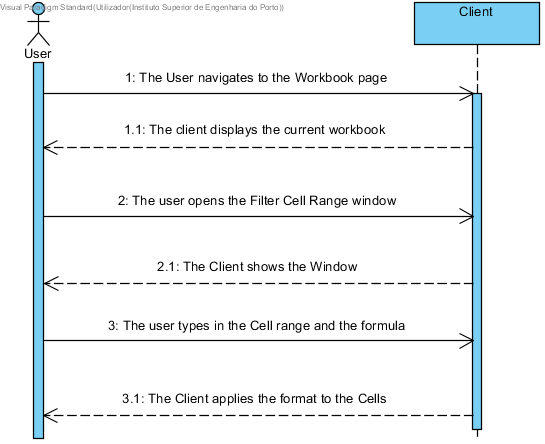 Visual Paradigm Standard(Utilizador(Instituto Superior de Engenharia do Porto))
Client
User
1: The User navigates to the Workbook page
1.1: The client displays the current workbook
2: The user opens the Filter Cell Range window
2.1: The Client shows the Window
3: The user types in the Cell range and the formula
3.1: The Client applies the format to the Cells